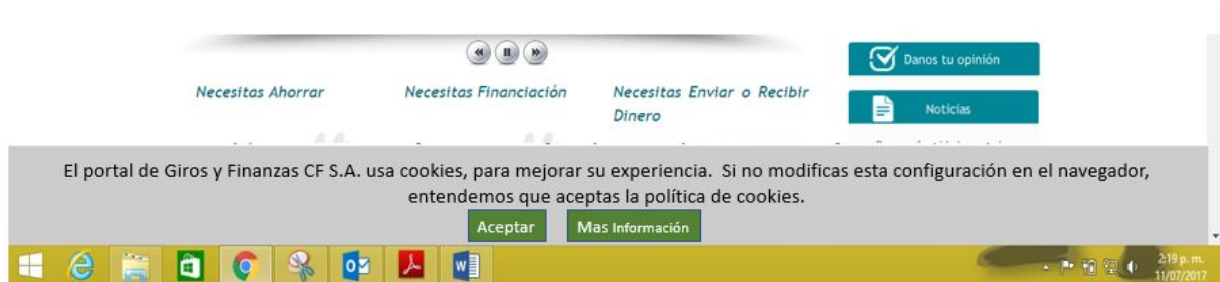 Danos tu opinión
Necesitas Ahorrar
Necesitas Financiación
Necesitas Enviar o Recibir
Dinero
Noticias
El portal de Giros y Finanzas CF S.A. usa cookies, para mejorar su experiencia. Si no modificas esta configuración en el navegador,
entendemos que aceptas la política de cookies.
Aceptar
Mas Información
2:19 p. m.
11/07/2017